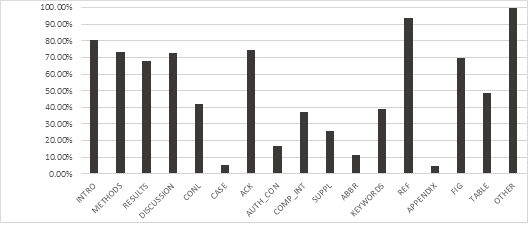 100.00%
90.00%
80.00%
70.00%
60.00%
50.00%
40.00%
30.00%
20.00%
10.00%
0.00%
INTRO
METHODS
RESULTS
DISCUSSION
CONL
CASE
ACK
AUTH_CON
COMP_INT
SUPPL
ABBR
KEYWORDS
REF
APPENDIX
FIG
TABLE
OTHER